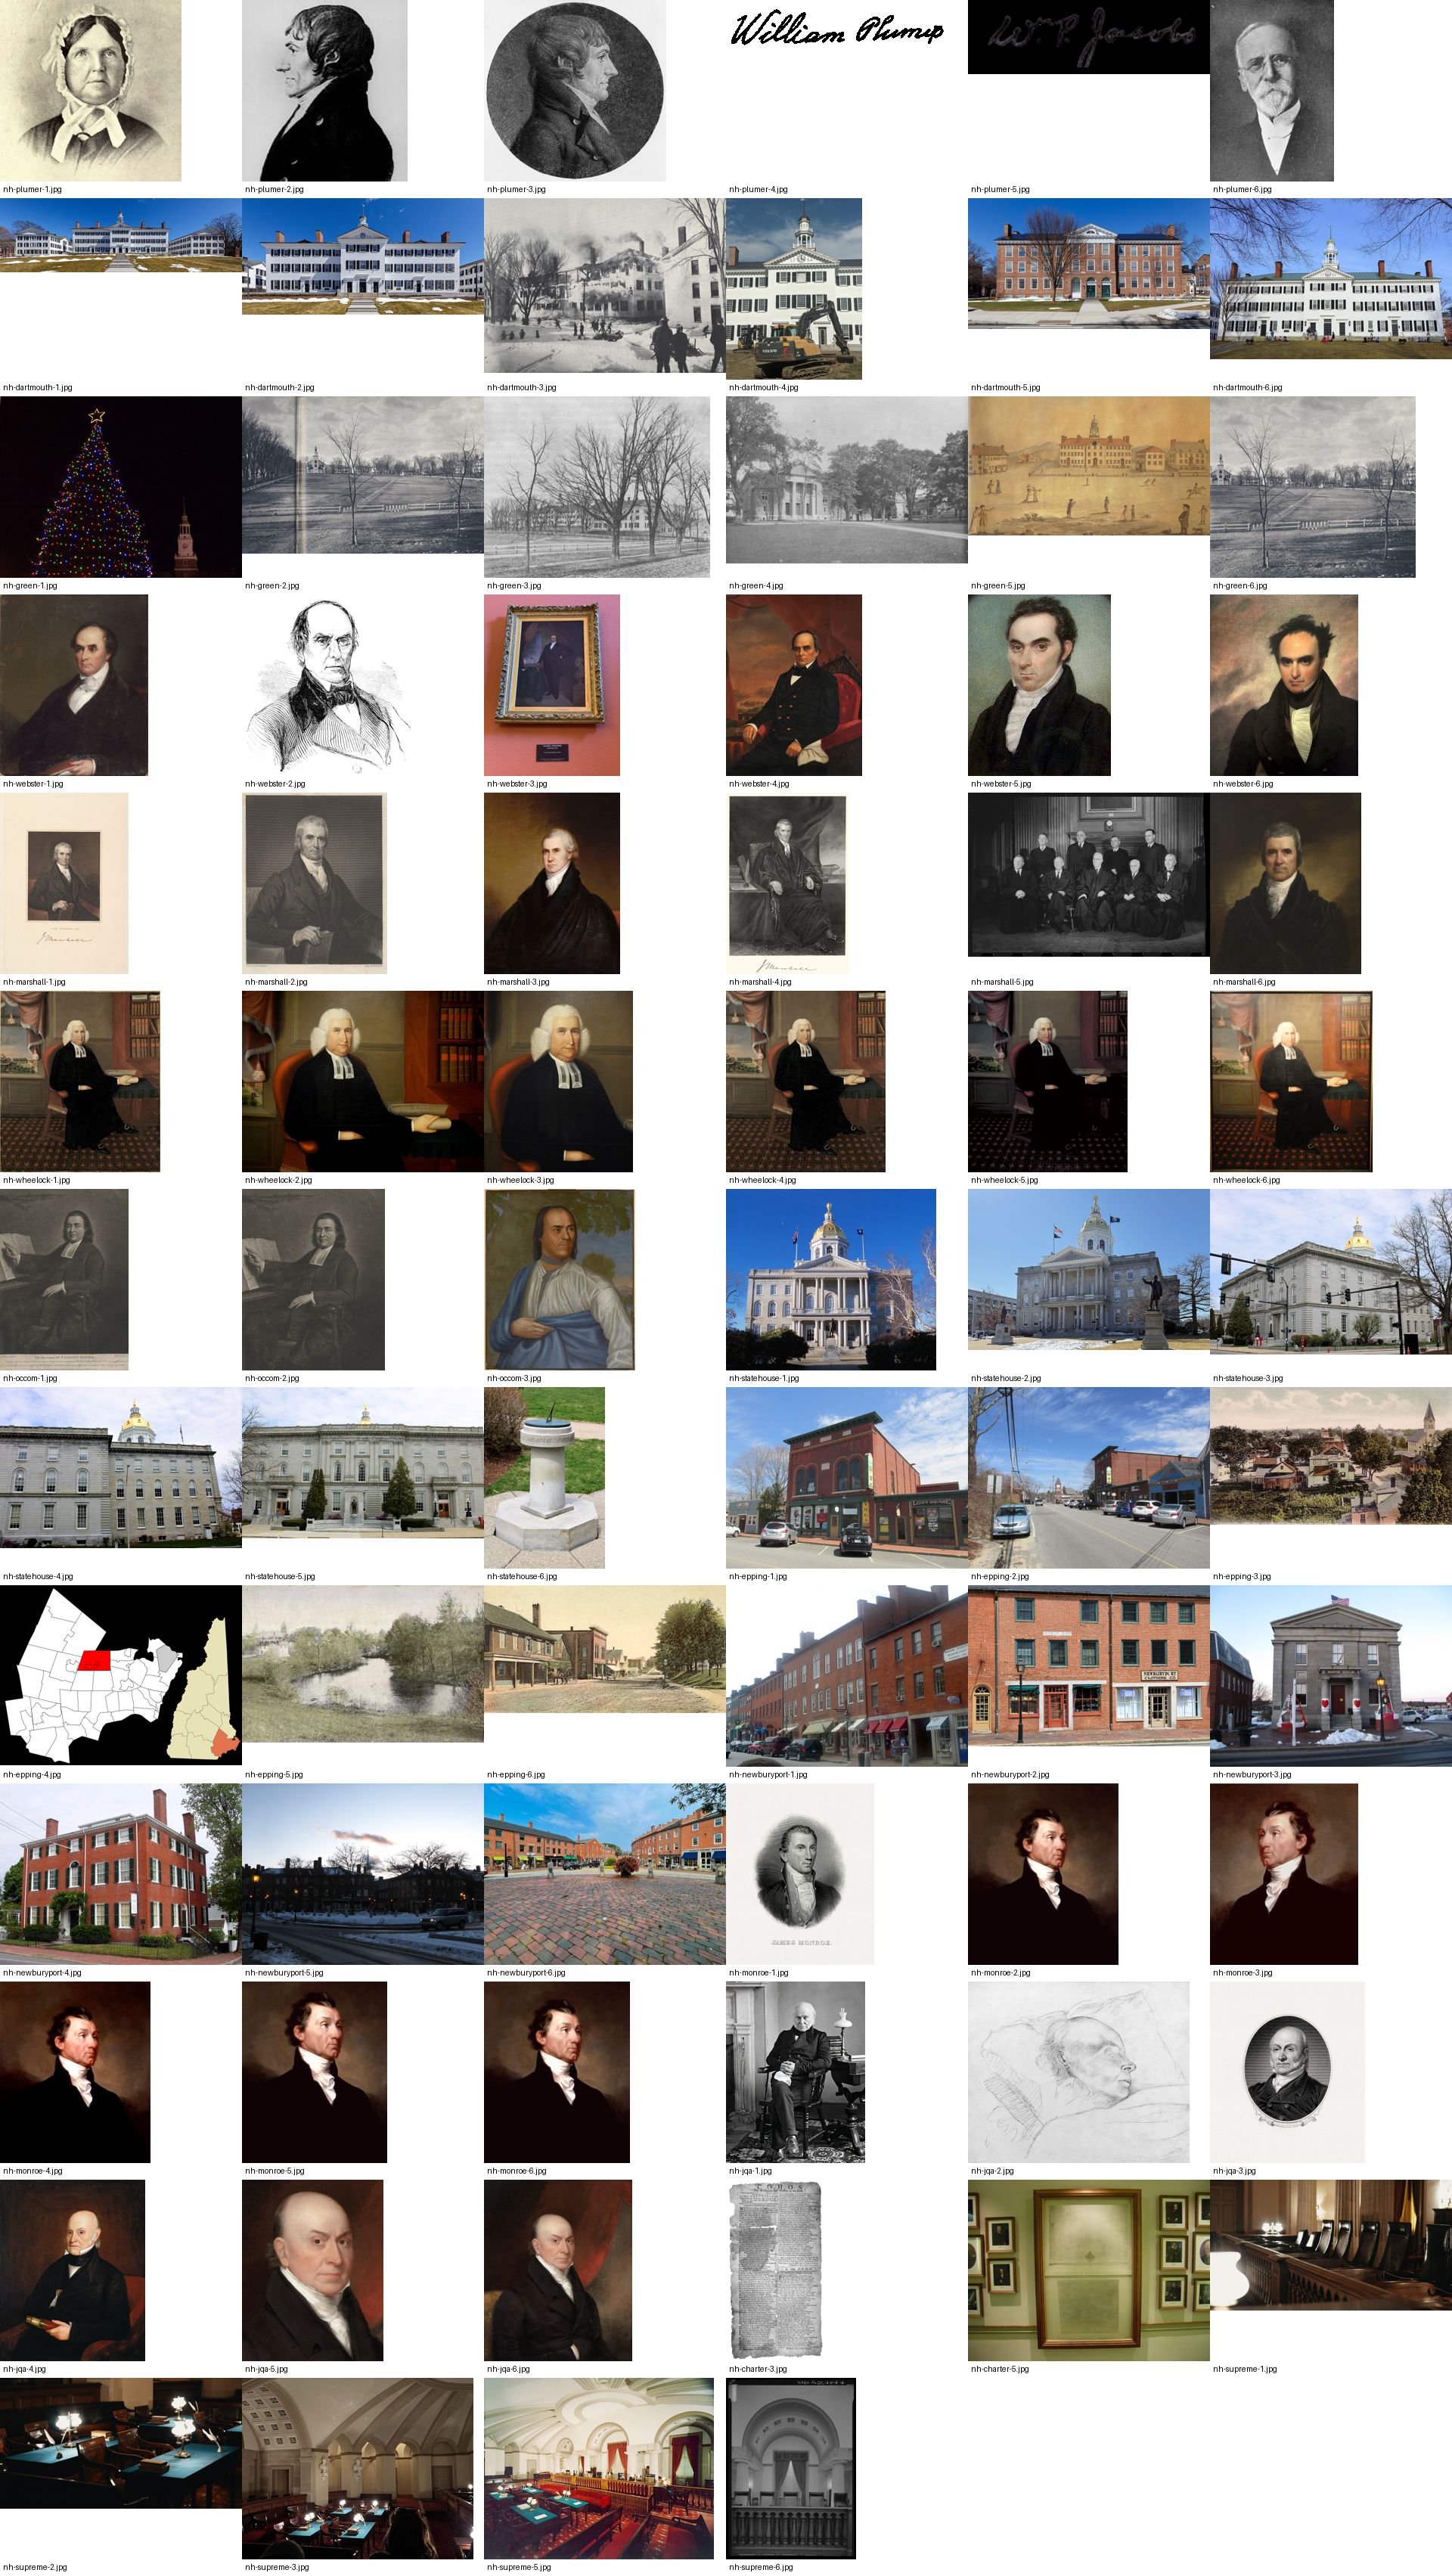 William Plumer
Wm. P. Jacobs
nh-plumer-1.jpg
nh-plumer-2.jpg
nh-plumer-3.jpg
nh-plumer-4.jpg
nh-plumer-5.jpg
nh-plumer-6.jpg
VOLVO
nh-dartmouth-1.jpg
nh-dartmouth-2.jpg
nh-dartmouth-3.jpg
nh-dartmouth-4.jpg
nh-dartmouth-5.jpg
nh-dartmouth-6.jpg
nh-green-1.jpg
nh-green-2.jpg
nh-green-3.jpg
nh-green-4.jpg
nh-green-5.jpg
nh-green-6.jpg
nh-webster-1.jpg
nh-webster-2.jpg
nh-webster-3.jpg
nh-webster-4.jpg
nh-webster-5.jpg
nh-webster-6.jpg
J Marshall
J Marshall
nh-marshall-1.jpg
nh-marshall-2.jpg
nh-marshall-3.jpg
nh-marshall-4.jpg
nh-marshall-5.jpg
nh-marshall-6.jpg
nh-wheelock-1.jpg
nh-wheelock-2.jpg
nh-wheelock-3.jpg
nh-wheelock-4.jpg
nh-wheelock-5.jpg
nh-wheelock-6.jpg
nh-occom-1.jpg
nh-occom-2.jpg
nh-occom-3.jpg
nh-statehouse-1.jpg
nh-statehouse-2.jpg
nh-statehouse-3.jpg
nh-statehouse-4.jpg
nh-statehouse-5.jpg
nh-statehouse-6.jpg
nh-epping-1.jpg
nh-epping-2.jpg
nh-epping-3.jpg
nh-epping-4.jpg
nh-epping-5.jpg
nh-epping-6.jpg
nh-newburyport-1.jpg
nh-newburyport-2.jpg
nh-newburyport-3.jpg
JAMES MONROE.
nh-newburyport-4.jpg
nh-newburyport-5.jpg
nh-newburyport-6.jpg
nh-monroe-1.jpg
nh-monroe-2.jpg
nh-monroe-3.jpg
nh-monroe-4.jpg
nh-monroe-5.jpg
nh-monroe-6.jpg
nh-jqa-1.jpg
nh-jqa-2.jpg
nh-jqa-3.jpg
nh-jqa-4.jpg
nh-jqa-5.jpg
nh-jqa-6.jpg
nh-charter-3.jpg
nh-charter-5.jpg
nh-supreme-1.jpg
nh-supreme-2.jpg
nh-supreme-3.jpg
nh-supreme-5.jpg
nh-supreme-6.jpg